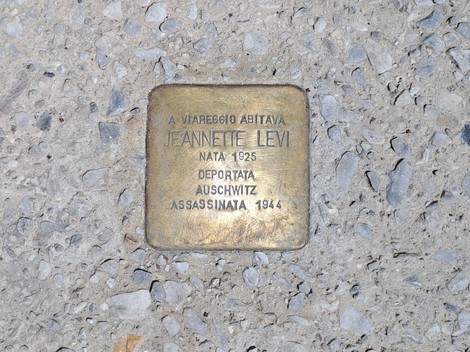 A VIAREGGIO ABITAVA
JEANNETTE LEVI
NATA 1925
DEPORTATA
AUSCHWITZ
ASSASSINATA 1944